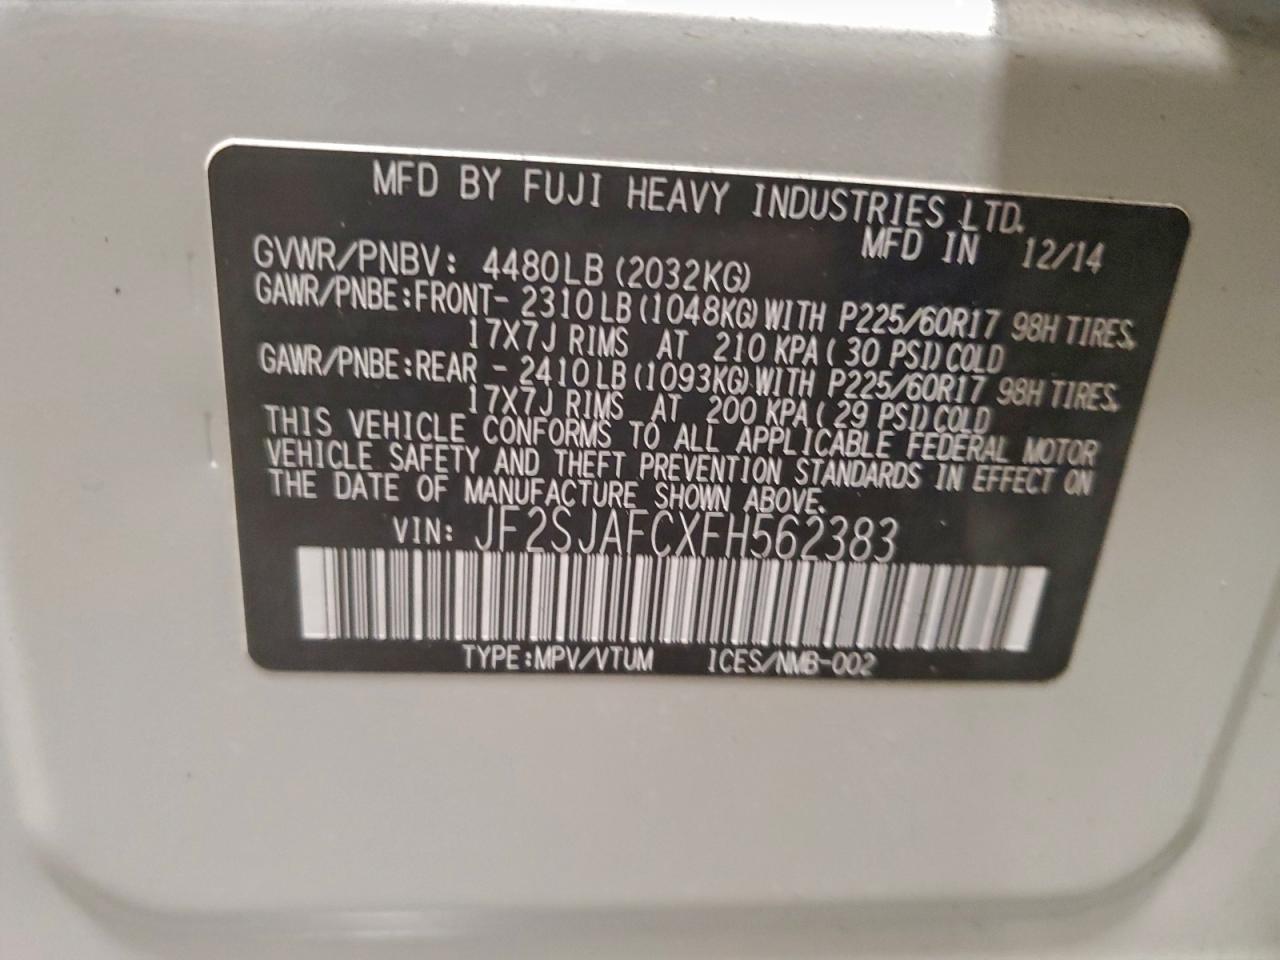 MFD BY FUJI HEAVY INDUSTRIES LTD.
MFD IN 12/14
GVWR/PNBV: 4480LB (2032KG)
GAWR/PNBE:FRONT- 2310LB (1048KG) WITH P225/60R17 98H TIRES,
17X7J RIMS AT 210 KPA ( 30 PSI) COLD
GAWR/PNBE:REAR - 2410LB (1093KG) WITH P225/60R17 98H TIRES,
17X7J RIMS AT 200 KPA ( 29 PSI) COLD
THIS VEHICLE CONFORMS TO ALL APPLICABLE FEDERAL MOTOR
VEHICLE SAFETY AND THEFT PREVENTION STANDARDS IN EFFECT ON
THE DATE OF MANUFACTURE SHOWN ABOVE.
VIN: JF2SJAFCXFH562383
TYPE:MPV/VTUM ICES/NMB-002